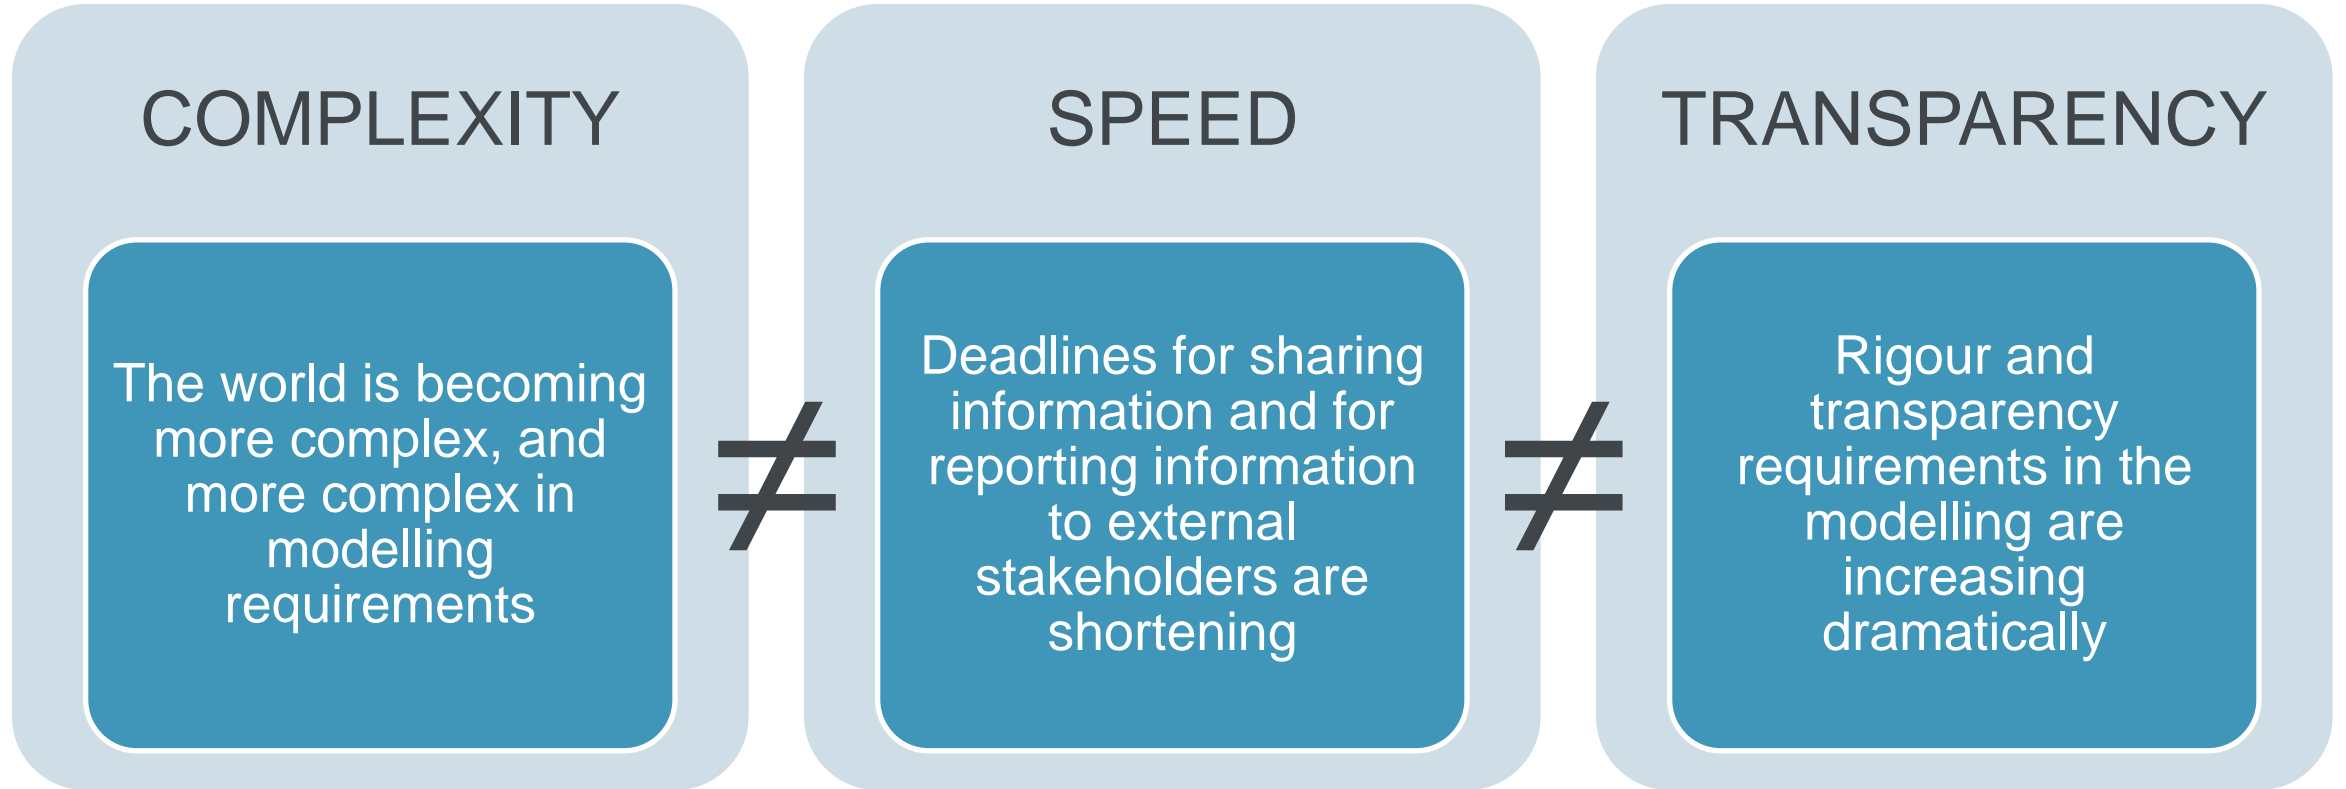 COMPLEXITY
The world is becoming
more complex, and
more complex in
modelling
requirements
≠
SPEED
Deadlines for sharing
information and for
reporting information
to external
stakeholders are
shortening
≠
TRANSPARENCY
Rigour and
transparency
requirements in the
modelling are
increasing
dramatically